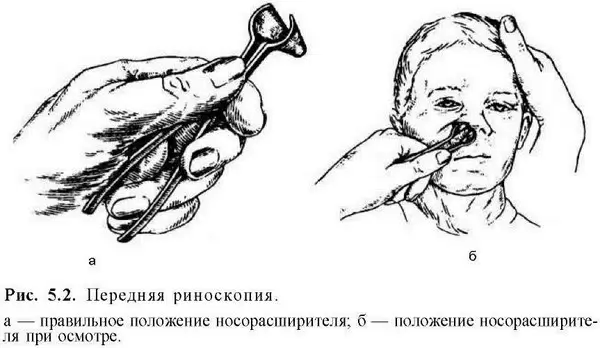 а
б
Рис. 5.2. Передняя риноскопия.
а — правильное положение носорасширителя; б — положение носорасширите-
ля при осмотре.